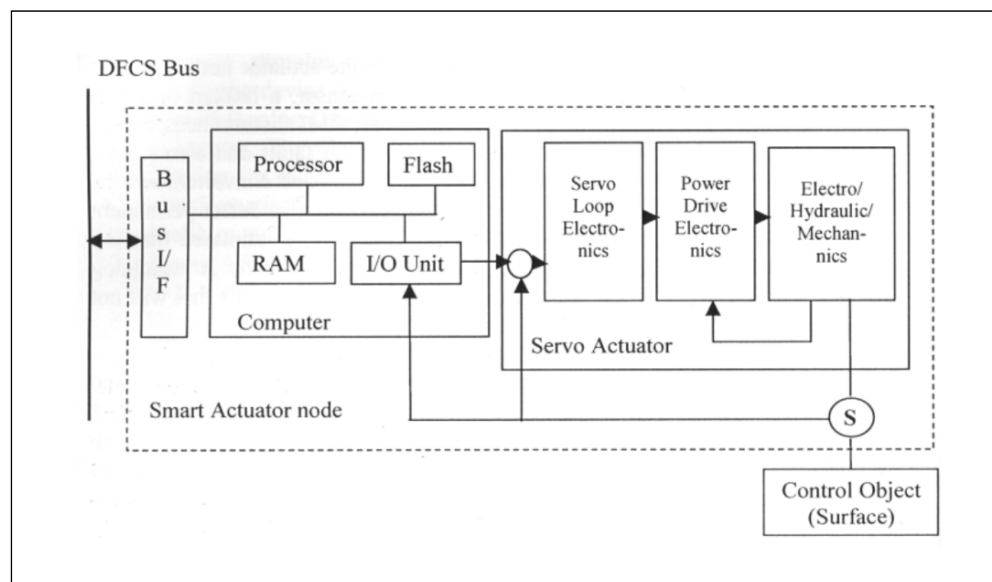 DFCS Bus
B
u
s
I/F
Processor
Flash
RAM
I/O Unit
Computer
Servo
Loop
Electro-
nics
Power
Drive
Electro-
nics
Electro/
Hydraulic/
Mechan-
nics
Servo Actuator
Smart Actuator node
S
Control Object
(Surface)